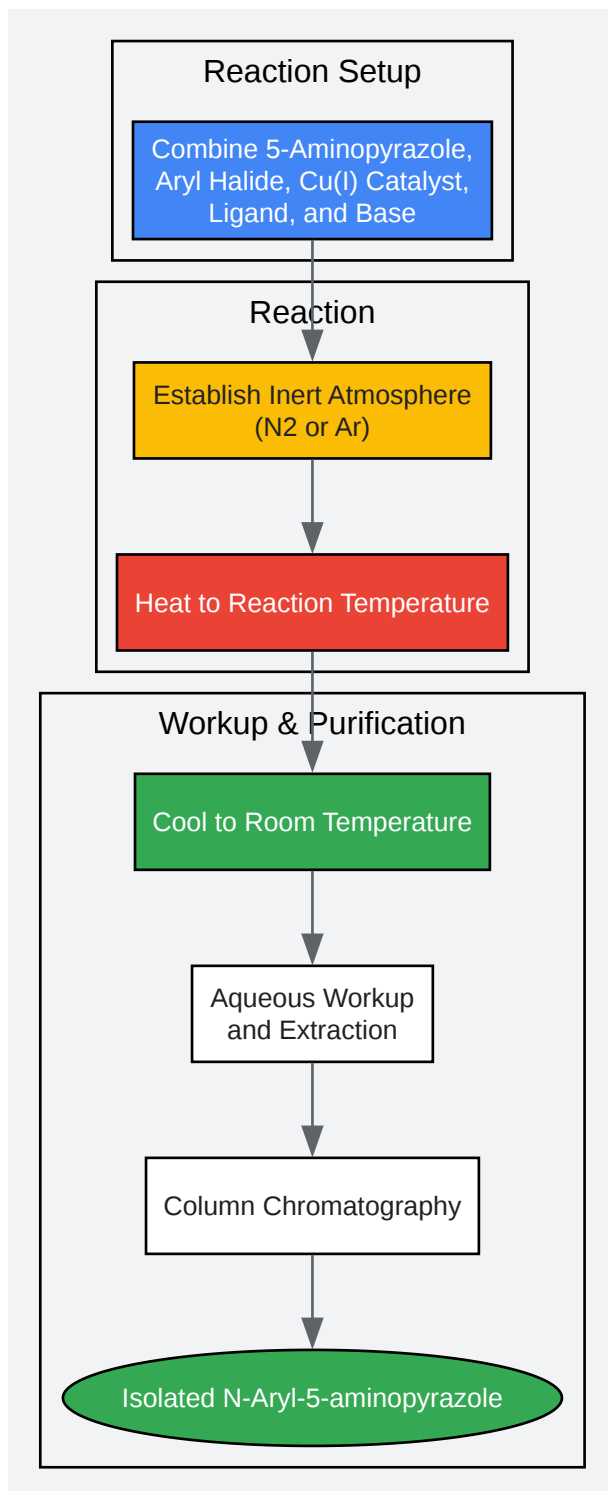 Reaction Setup
Combine 5-Aminopyrazole,
Aryl Halide, Cu(I) Catalyst,
Ligand, and Base
Reaction
Establish Inert Atmosphere
(N2 or Ar)
Heat to Reaction Temperature
Workup & Purification
Cool to Room Temperature
Aqueous Workup
and Extraction
Column Chromatography
Isolated N-Aryl-5-aminopyrazole